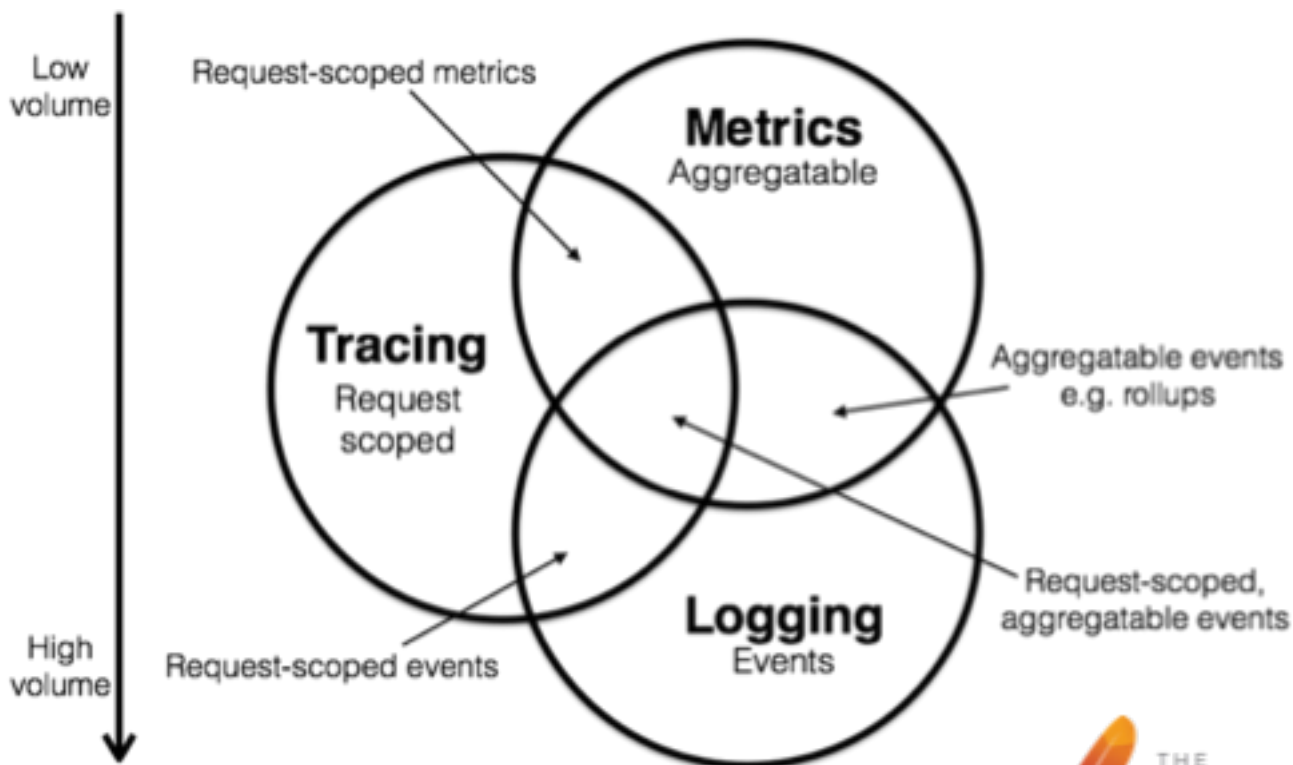 Low
volume
Request-scoped metrics
Metrics
Aggregatable
Tracing
Request
scoped
Aggregatable events
e.g. rollups
Request-scoped,
aggregatable events
Logging
Events
Request-scoped events
High
volume
THE